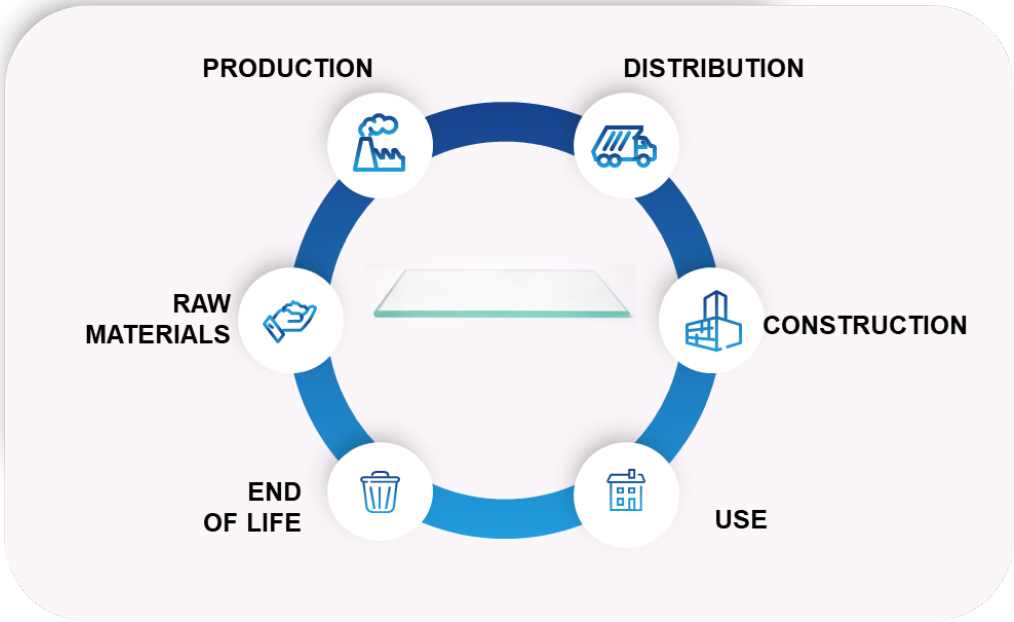 PRODUCTION
DISTRIBUTION
RAW
MATERIALS
CONSTRUCTION
END
OF LIFE
USE